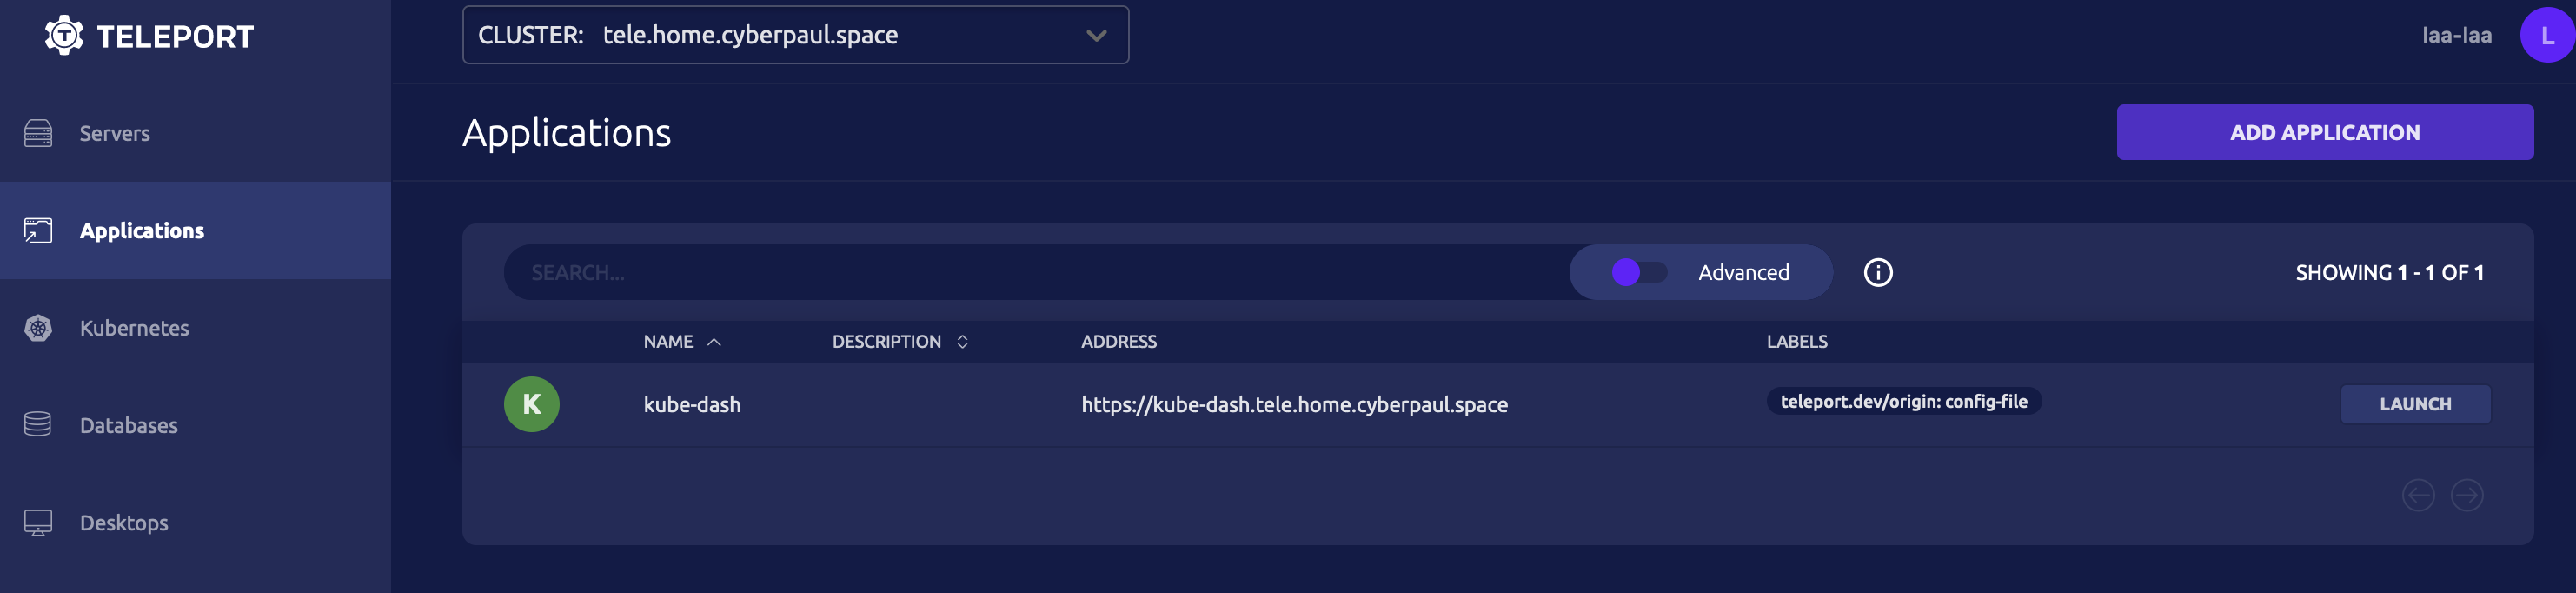 TELEPORT
CLUSTER: tele.home.cyberpaul.space
laa-laa
L
Servers
Applications
Kubernetes
Databases
Desktops
Applications
ADD APPLICATION
SEARCH...
Advanced
SHOWING 1 - 1 OF 1
NAME DESCRIPTION ADDRESS LABELS
K kube-dash https://kube-dash.tele.home.cyberpaul.space teleport.dev/origin: config-file LAUNCH